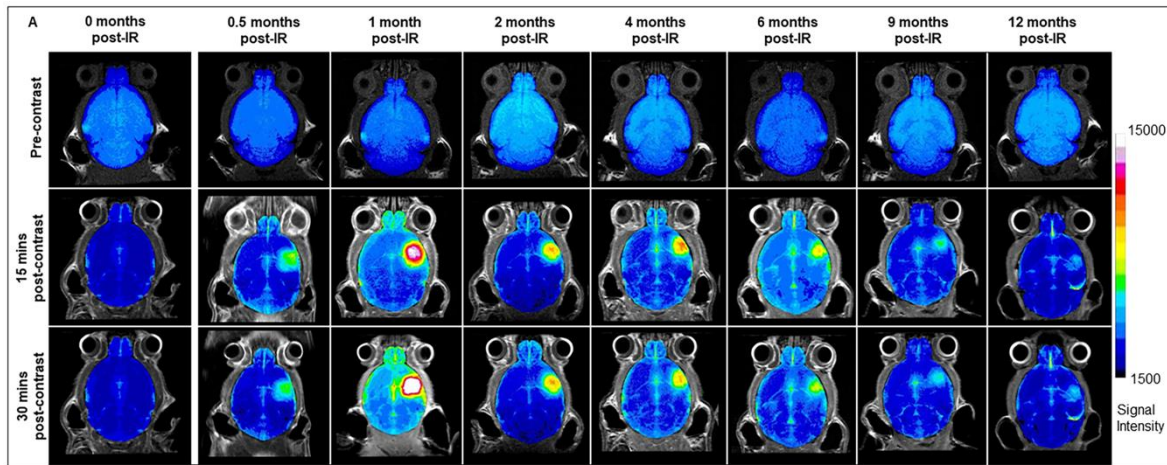 A
0 months
post-IR
0.5 months
post-IR
1 month
post-IR
2 months
post-IR
4 months
post-IR
6 months
post-IR
9 months
post-IR
12 months
post-IR
Pre-contrast
15 mins
post-contrast
30 mins
post-contrast
15000
1500
Signal
Intensity